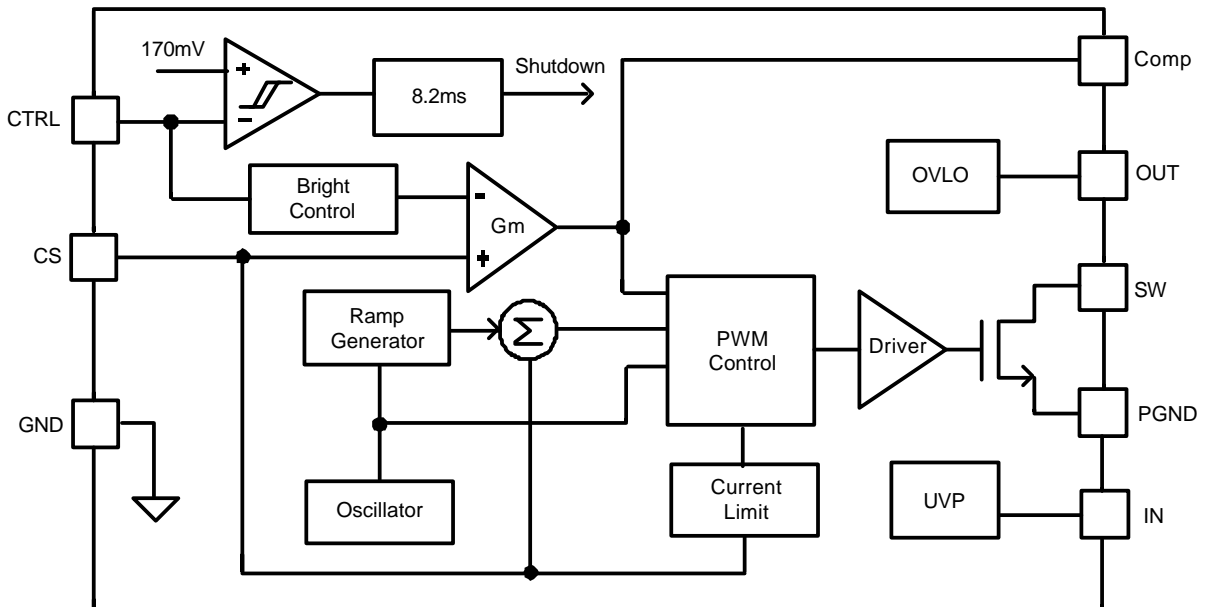 170mV
+
-
8.2ms
Shutdown
Comp
CTRL
Bright
Control
-
Gm
+
OVLO
OUT
CS
SW
Ramp
Generator
Σ
PWM
Control
Driver
GND
PGND
Oscillator
Current
Limit
UVP
IN